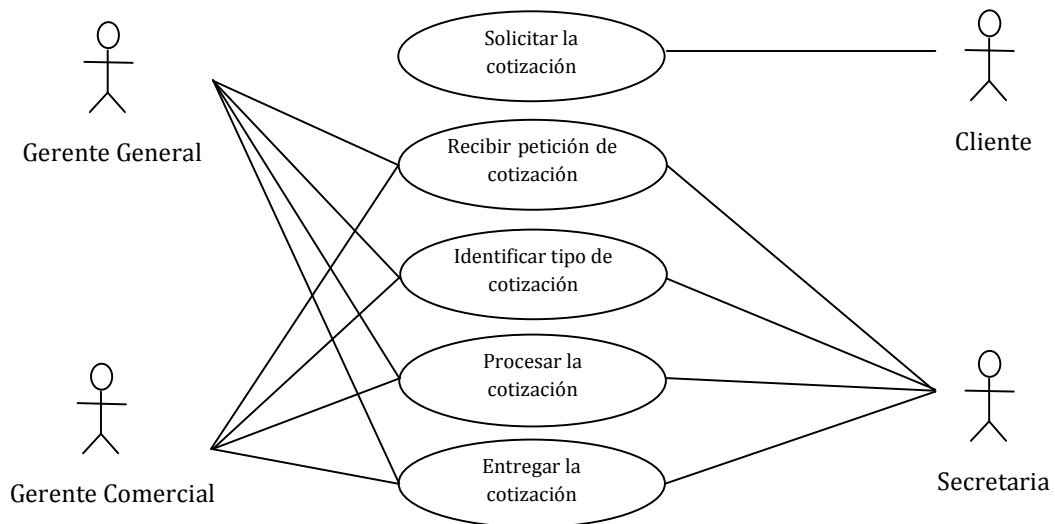 Solicitar la
cotización
Gerente General
Cliente
Recibir petición de
cotización
Identificar tipo de
cotización
Procesar la
cotización
Gerente Comercial
Secretaria
Entregar la
cotización